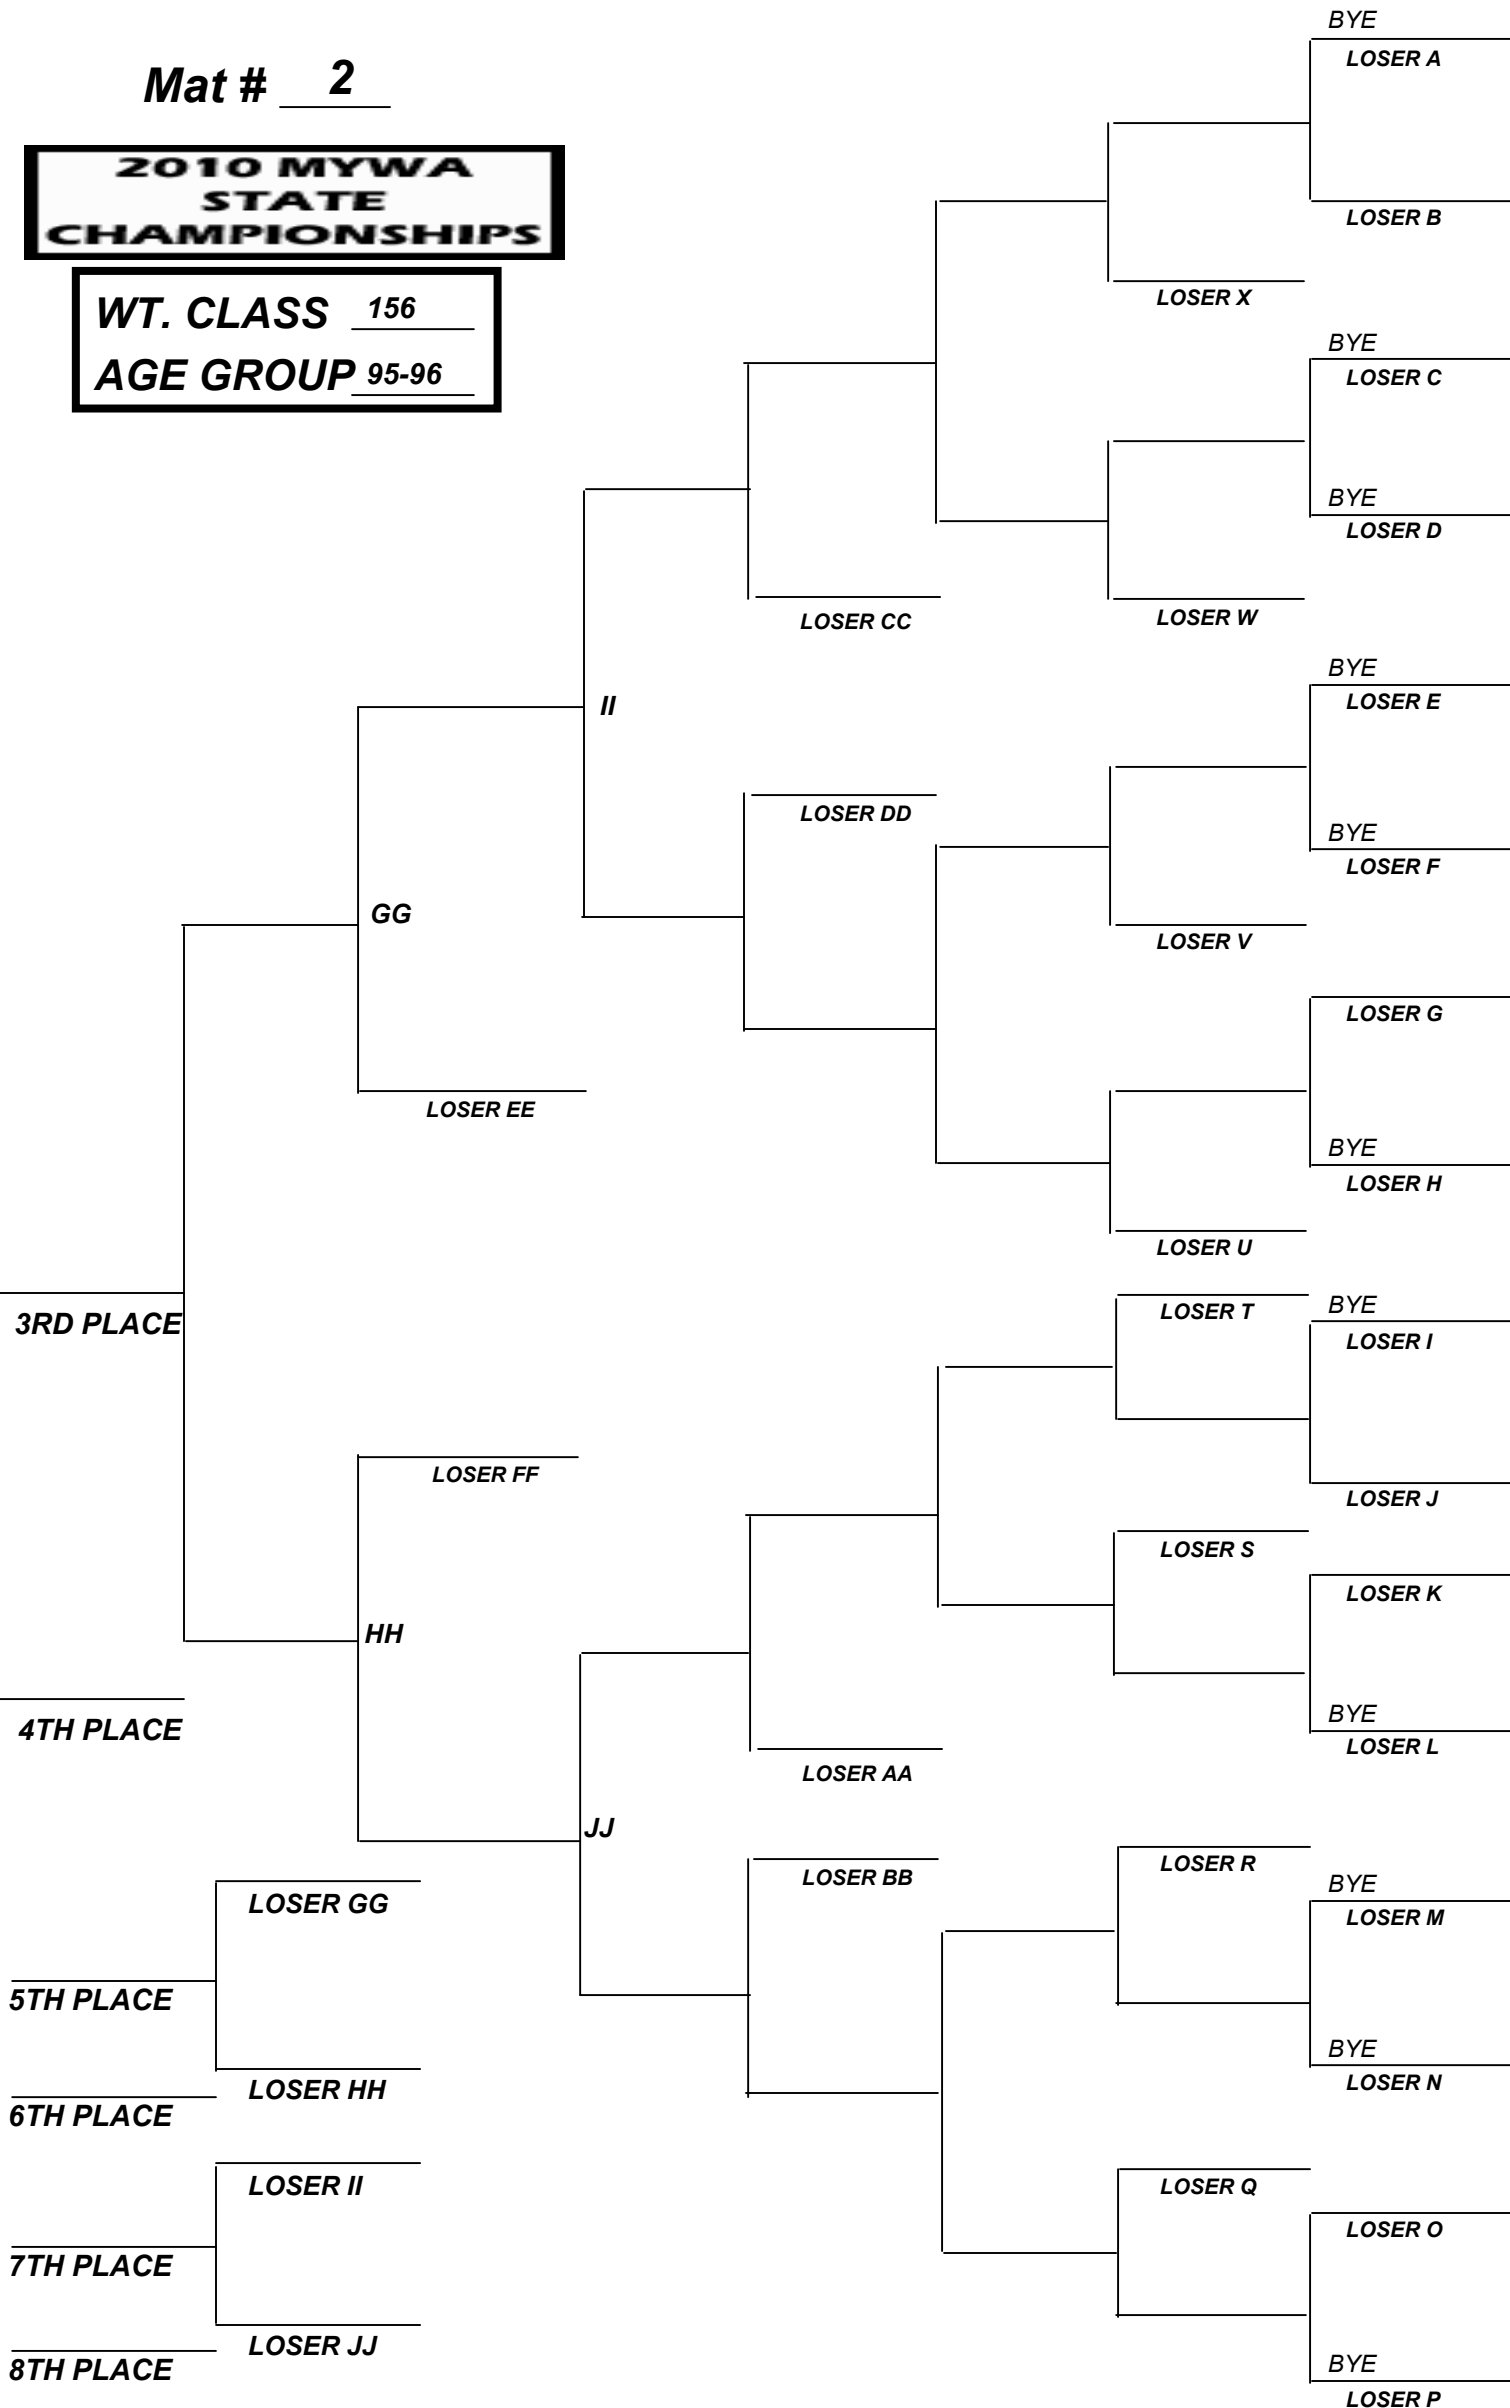 Mat # 2
2010 MYWA
STATE
CHAMPIONSHIPS
WT. CLASS 156
AGE GROUP 95-96
BYE
LOSER A
LOSER B
LOSER X
BYE
LOSER C
BYE
LOSER D
LOSER CC
LOSER W
BYE
LOSER E
II
LOSER DD
BYE
LOSER F
GG
LOSER V
LOSER G
LOSER EE
BYE
LOSER H
LOSER U
3RD PLACE
LOSER T
BYE
LOSER I
LOSER FF
LOSER J
LOSER S
LOSER K
HH
4TH PLACE
BYE
LOSER L
LOSER AA
JJ
LOSER BB
LOSER R
BYE
LOSER M
LOSER GG
5TH PLACE
BYE
LOSER N
LOSER HH
6TH PLACE
LOSER II
LOSER Q
LOSER O
7TH PLACE
LOSER JJ
8TH PLACE
BYE
LOSER P